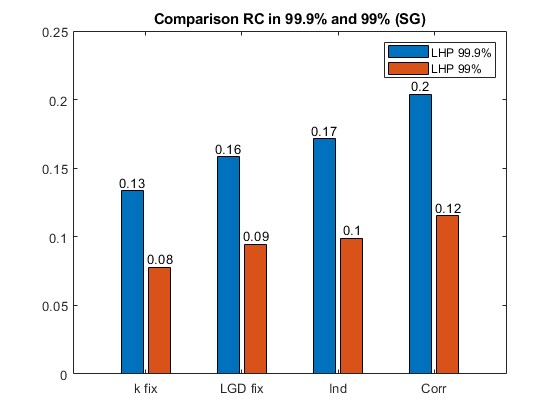 Comparison RC in 99.9% and 99% (SG)
0.25
0.2
0.15
0.1
0.05
0
LHP 99.9%
LHP 99%
0.13
0.08
0.16
0.09
0.17
0.1
0.2
0.12
k fix
LGD fix
Ind
Corr